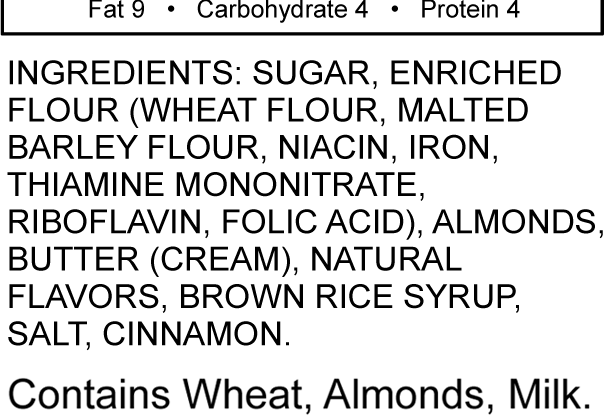 Fat 9 • Carbohydrate 4 • Protein 4
INGREDIENTS: SUGAR, ENRICHED
FLOUR (WHEAT FLOUR, MALTED
BARLEY FLOUR, NIACIN, IRON,
THIAMINE MONONITRATE,
RIBOFLAVIN, FOLIC ACID), ALMONDS,
BUTTER (CREAM), NATURAL
FLAVORS, BROWN RICE SYRUP,
SALT, CINNAMON.
Contains Wheat, Almonds, Milk.